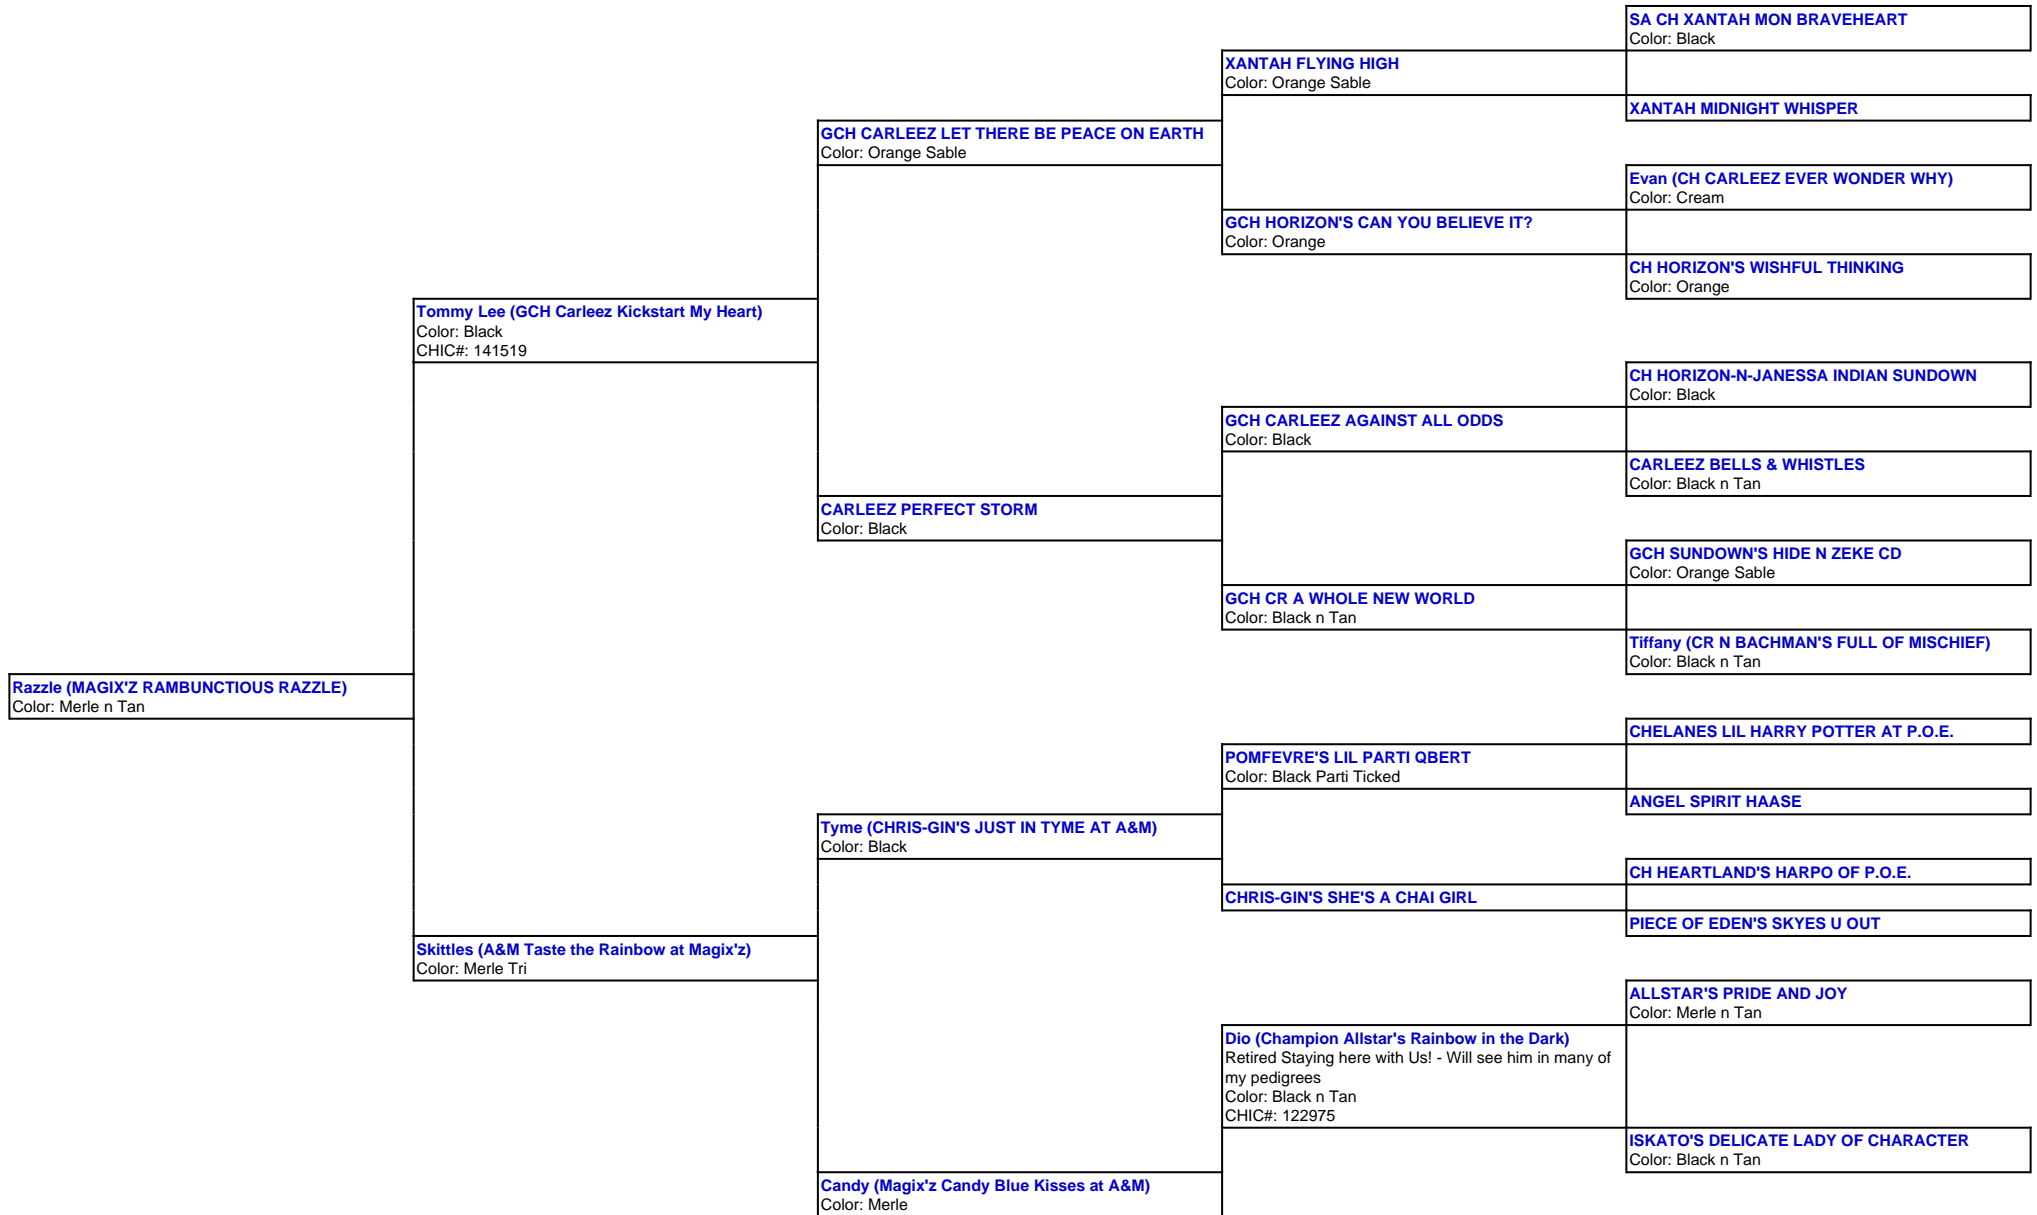 SA CH XANTAH MON BRAVEHEART
Color: Black
XANTAH FLYING HIGH
Color: Orange Sable
XANTAH MIDNIGHT WHISPER
GCH CARLEEZ LET THERE BE PEACE ON EARTH
Color: Orange Sable
Evan (CH CARLEEZ EVER WONDER WHY)
Color: Cream
GCH HORIZON'S CAN YOU BELIEVE IT?
Color: Orange
CH HORIZON'S WISHFUL THINKING
Color: Orange
Tommy Lee (GCH Carleez Kickstart My Heart)
Color: Black
CHIC#: 141519
CH HORIZON-N-JANESSA INDIAN SUNDOWN
Color: Black
GCH CARLEEZ AGAINST ALL ODDS
Color: Black
CARLEEZ BELLS & WHISTLES
Color: Black n Tan
CARLEEZ PERFECT STORM
Color: Black
GCH SUNDOWN'S HIDE N ZEKE CD
Color: Orange Sable
GCH CR A WHOLE NEW WORLD
Color: Black n Tan
Tiffany (CR N BACHMAN'S FULL OF MISCHIEF)
Color: Black n Tan
Razzle (MAGIX'Z RAMBUNCTIOUS RAZZLE)
Color: Merle n Tan
CHELANES LIL HARRY POTTER AT P.O.E.
POMFEVRE'S LIL PARTI QBERT
Color: Black Parti Ticked
ANGEL SPIRIT HAASE
Tyme (CHRIS-GIN'S JUST IN TYME AT A&M)
Color: Black
CH HEARTLAND'S HARPO OF P.O.E.
CHRIS-GIN'S SHE'S A CHAI GIRL
PIECE OF EDEN'S SKYES U OUT
Skittles (A&M Taste the Rainbow at Magix'z)
Color: Merle Tri
ALLSTAR'S PRIDE AND JOY
Color: Merle n Tan
Dio (Champion Allstar's Rainbow in the Dark)
Retired Staying here with Us! - Will see him in many of
my pedigrees
Color: Black n Tan
CHIC#: 122975
ISKATO'S DELICATE LADY OF CHARACTER
Color: Black n Tan
Candy (Magix'z Candy Blue Kisses at A&M)
Color: Merle